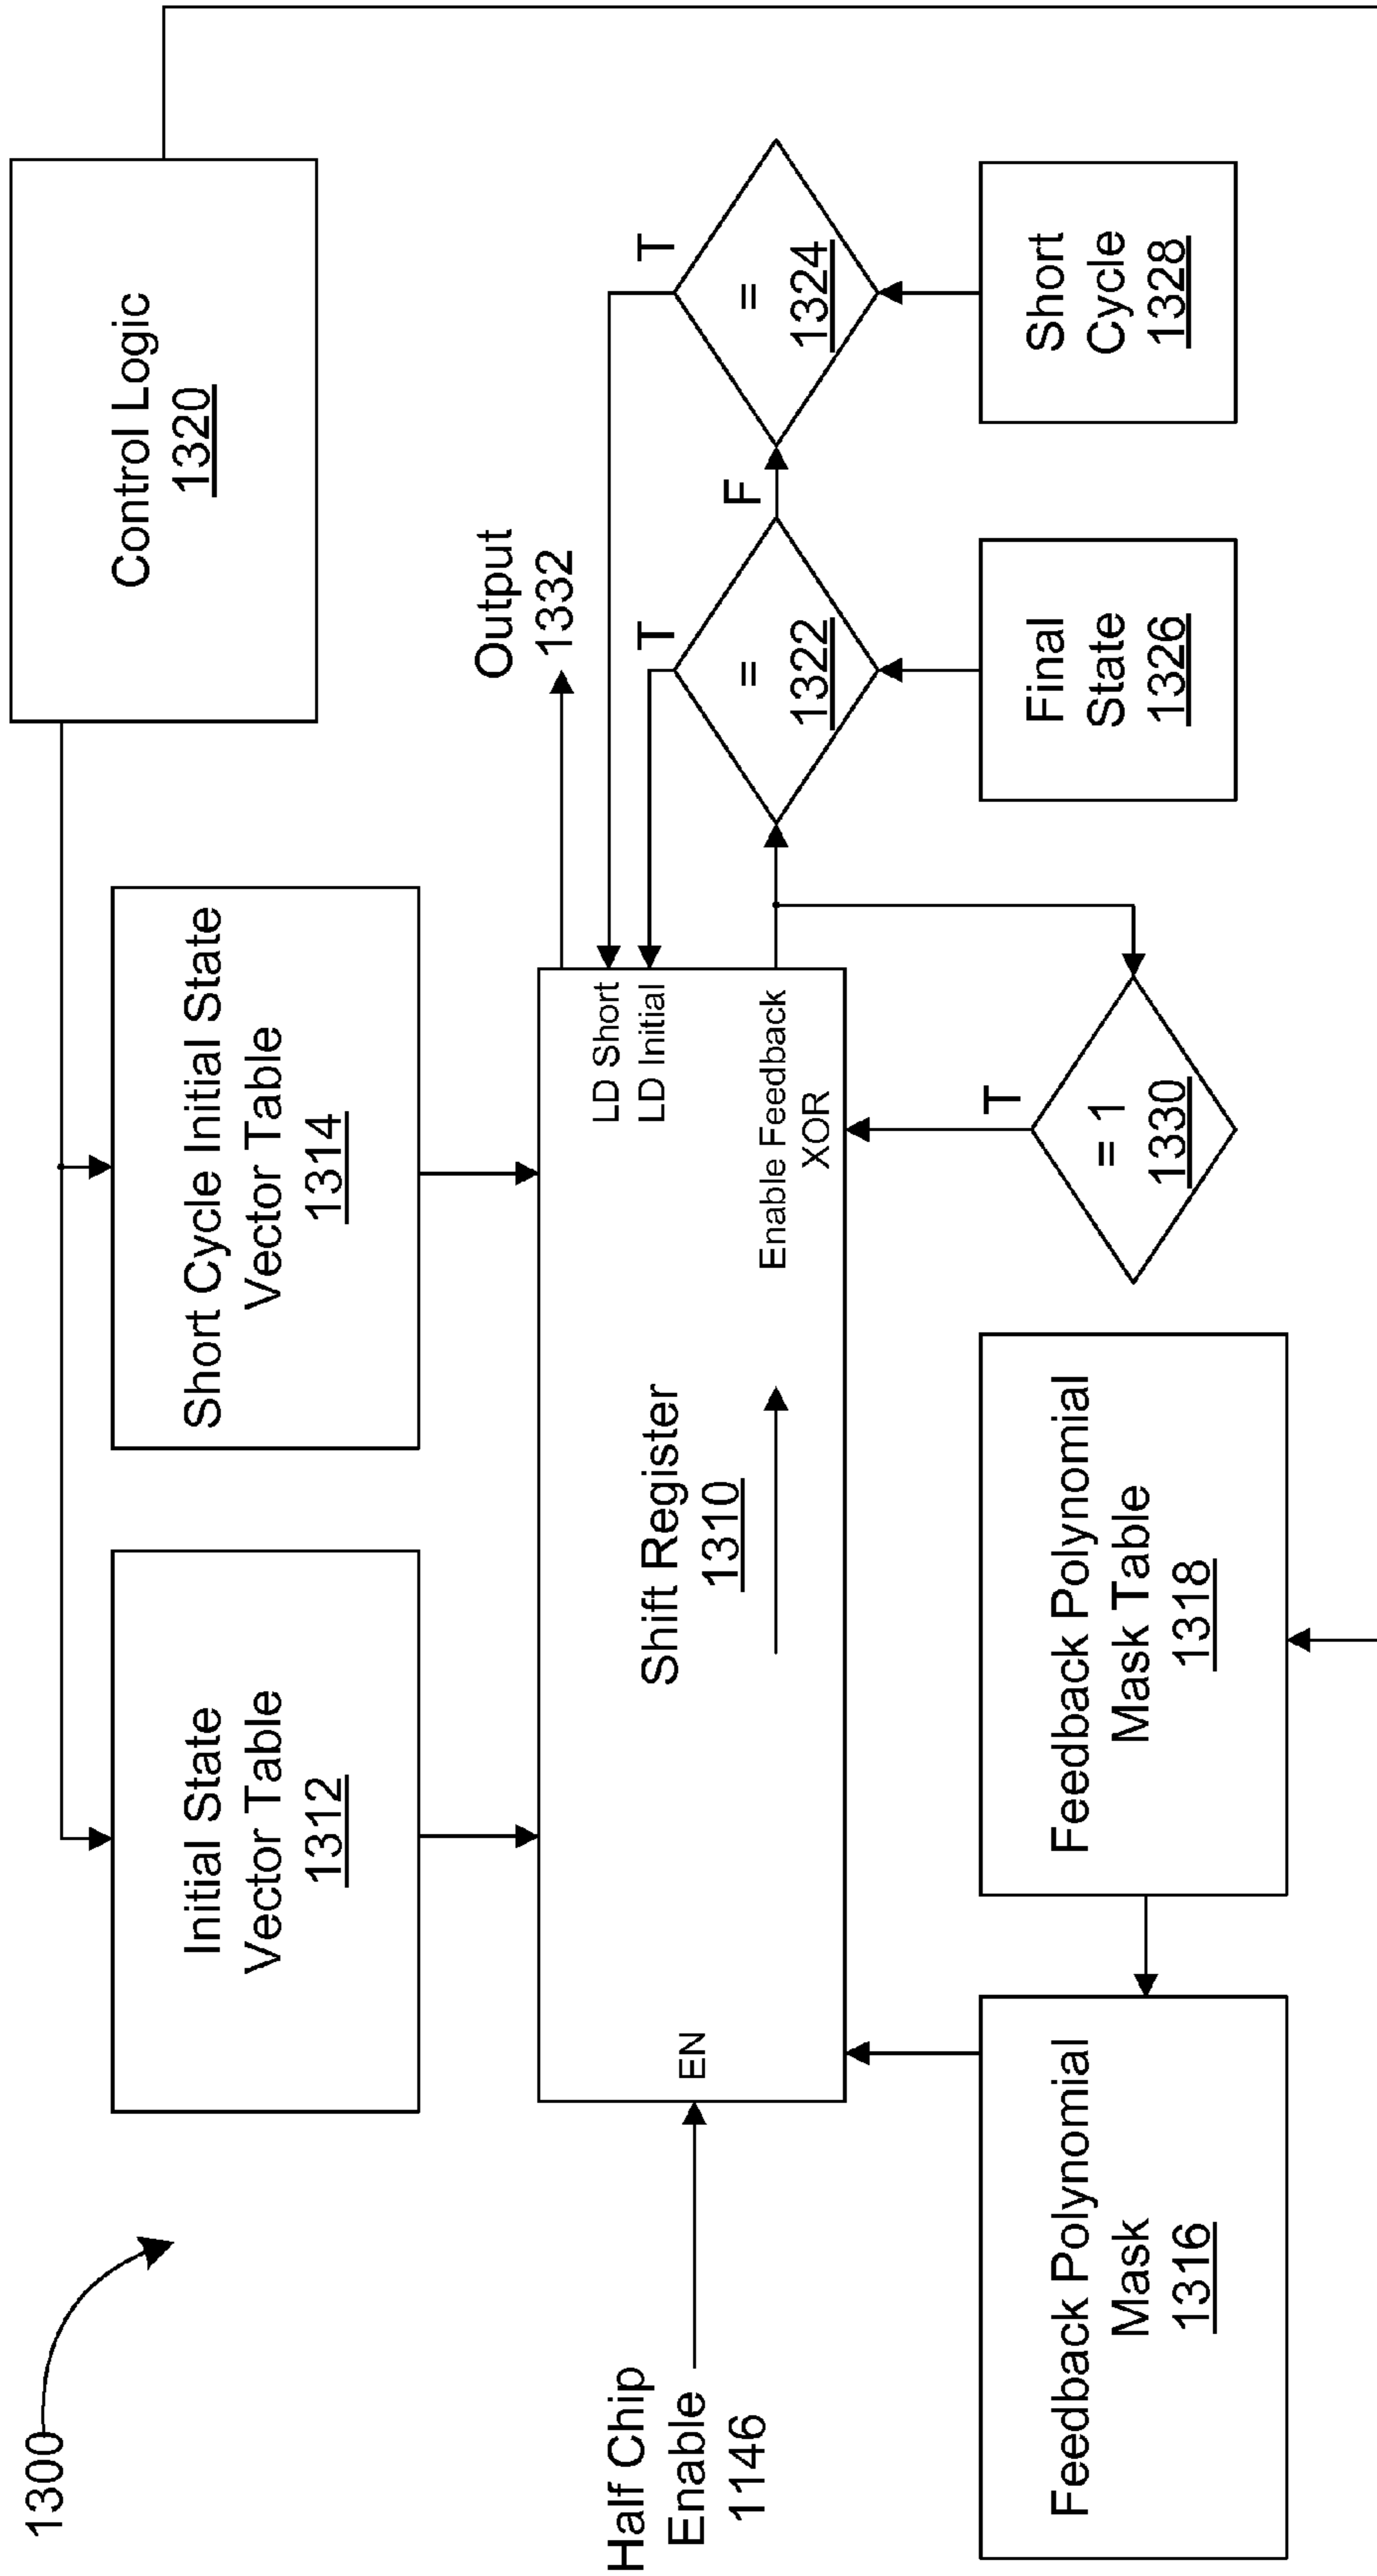 1300
Control Logic
1320
Initial State
Vector Table
1312
Short Cycle Initial State
Vector Table
1314
Output
1332
Half Chip
Enable
1146
EN
Shift Register
1310
LD Short
LD Initial
Enable Feedback
XOR
T
T
F
=
1322
=
1324
Final
State
1326
Short
Cycle
1328
T
= 1
1330
Feedback Polynomial
Mask
1316
Feedback Polynomial
Mask Table
1318